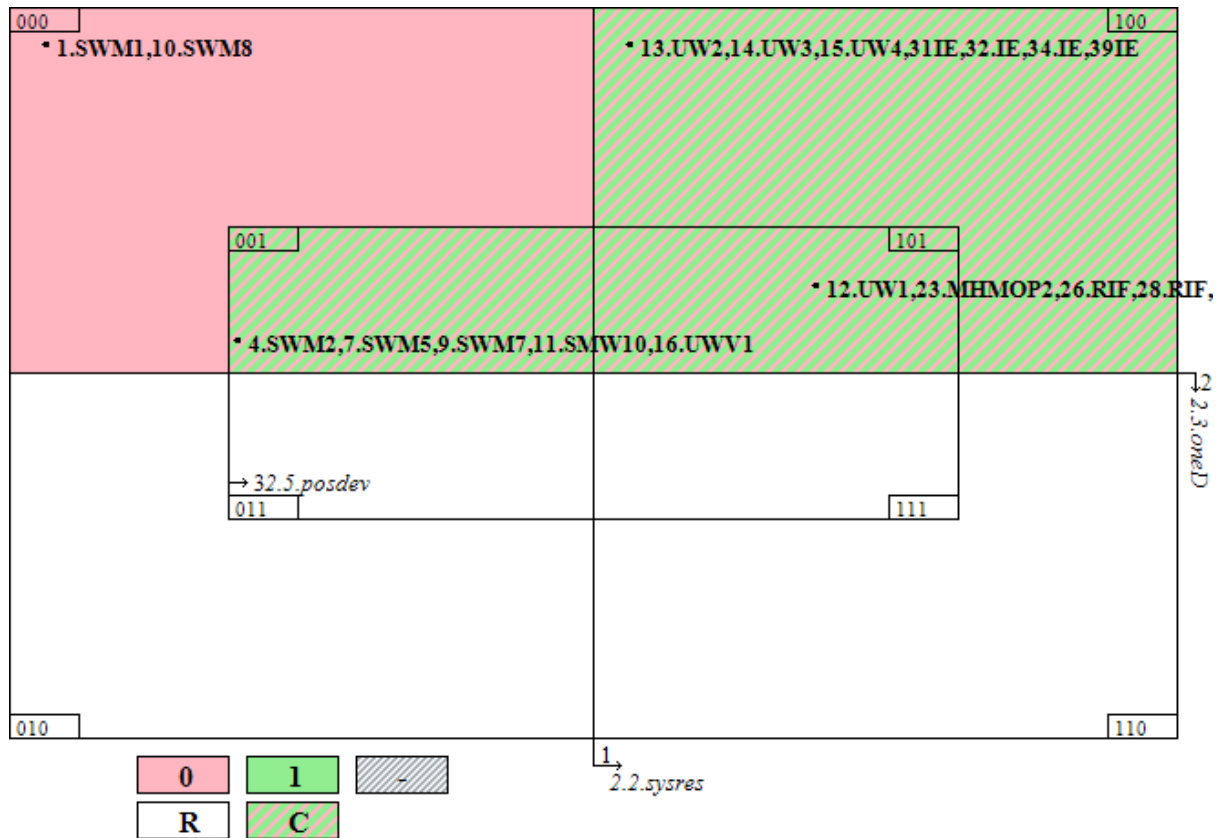 000
100
1.SWM1,10.SWM8
13.UW2,14.UW3,15.UW4,31IE,32.IE,34.IE,39IE
001
101
12.UW1,23.MHMOP2,26.RIF,28.RIF,
4.SWM2,7.SWM5,9.SWM7,11.SMW10,16.UWV1
2
2.3.oneD
32.5.posdev
011
111
010
110
1
2.2.sysres
0
1
-
R
C